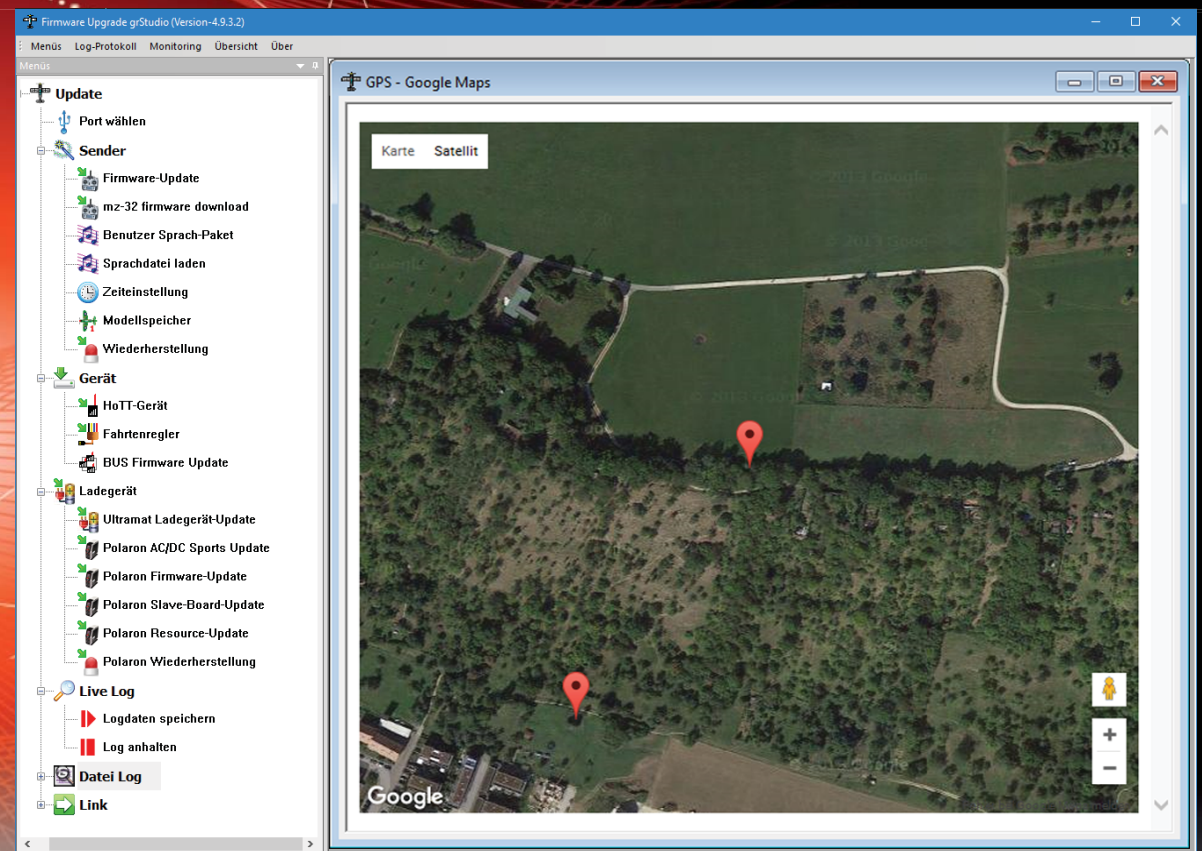 Firmware Upgrade grStudio (Version-4.9.3.2)
Menüs Log-Protokoll Monitoring Übersicht Über
Menüs
Update
Port wählen
Sender
Firmware-Update
mz-32 firmware download
Benutzer Sprach-Paket
Sprachdatei laden
Zeiteinstellung
Modellspeicher
Wiederherstellung
Gerät
HoTT-Gerät
Fahrtenregler
BUS Firmware Update
Ladegerät
Ultramat Ladegerät-Update
Polaron AC/DC Sports Update
Polaron Firmware-Update
Polaron Slave-Board-Update
Polaron Resource-Update
Polaron Wiederherstellung
Live Log
Logdaten speichern
Log anhalten
Datei Log
Link
GPS - Google Maps
Karte Satellit
Google